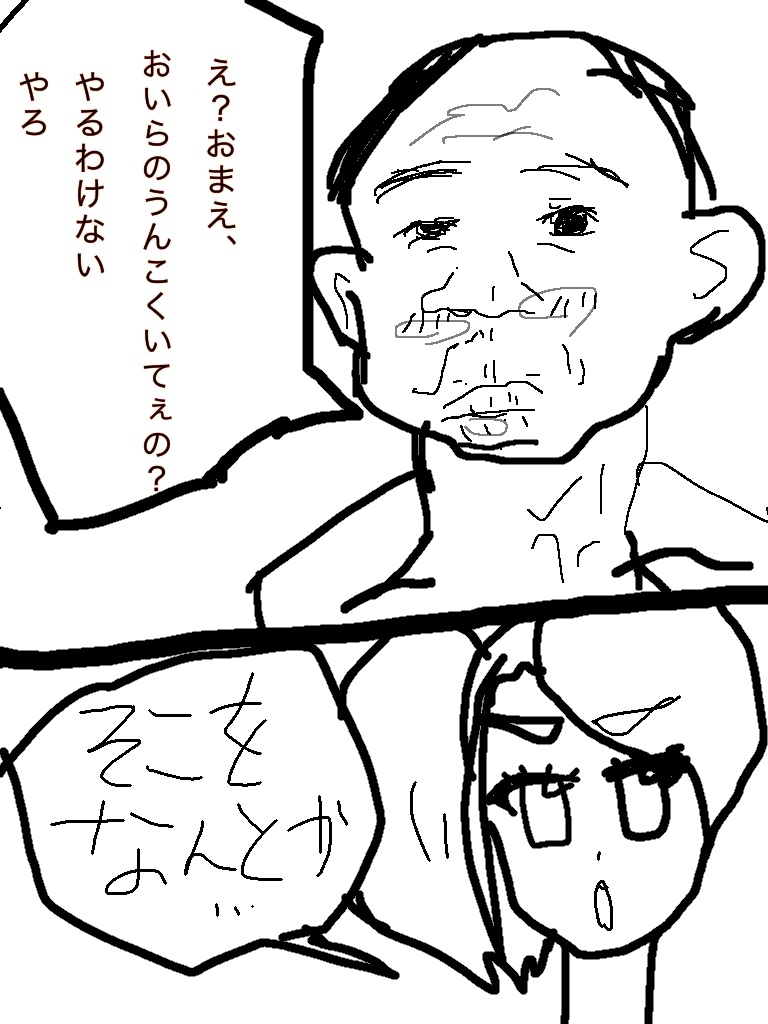 え？おまえ、
おいらのうんこくいてぇの？
やるわけない
やろ
そこを
なんとか
…